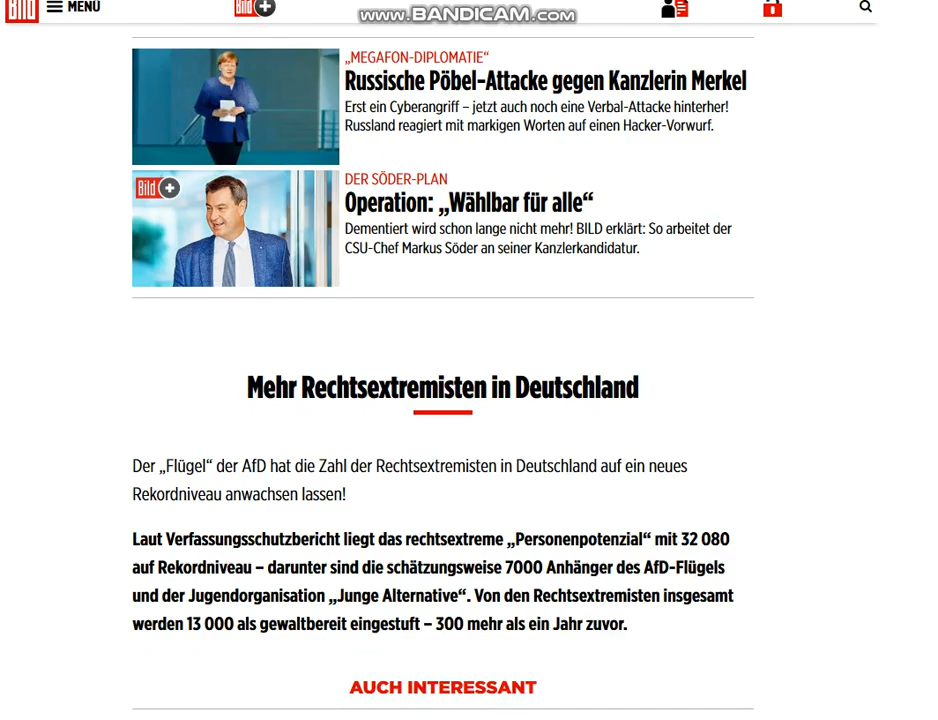 Bild
MENÜ
Bild +
www.BANDICAM.com
„MEGAFON-DIPLOMATIE“
Russische Pöbel-Attacke gegen Kanzlerin Merkel
Erst ein Cyberangriff – jetzt auch noch eine Verbal-Attacke hinterher!
Russland reagiert mit markigen Worten auf einen Hacker-Vorwurf.
Bild +
DER SÖDER-PLAN
Operation: „Wählbar für alle“
Dementiert wird schon lange nicht mehr! BILD erklärt: So arbeitet der
CSU-Chef Markus Söder an seiner Kanzlerkandidatur.
Mehr Rechtsextremisten in Deutschland
Der „Flügel“ der AfD hat die Zahl der Rechtsextremisten in Deutschland auf ein neues
Rekordniveau anwachsen lassen!
Laut Verfassungsschutzbericht liegt das rechtsextreme „Personenpotenzial“ mit 32 080
auf Rekordniveau – darunter sind die schätzungsweise 7000 Anhänger des AfD-Flügels
und der Jugendorganisation „Junge Alternative“. Von den Rechtsextremisten insgesamt
werden 13 000 als gewaltbereit eingestuft – 300 mehr als ein Jahr zuvor.
AUCH INTERESSANT